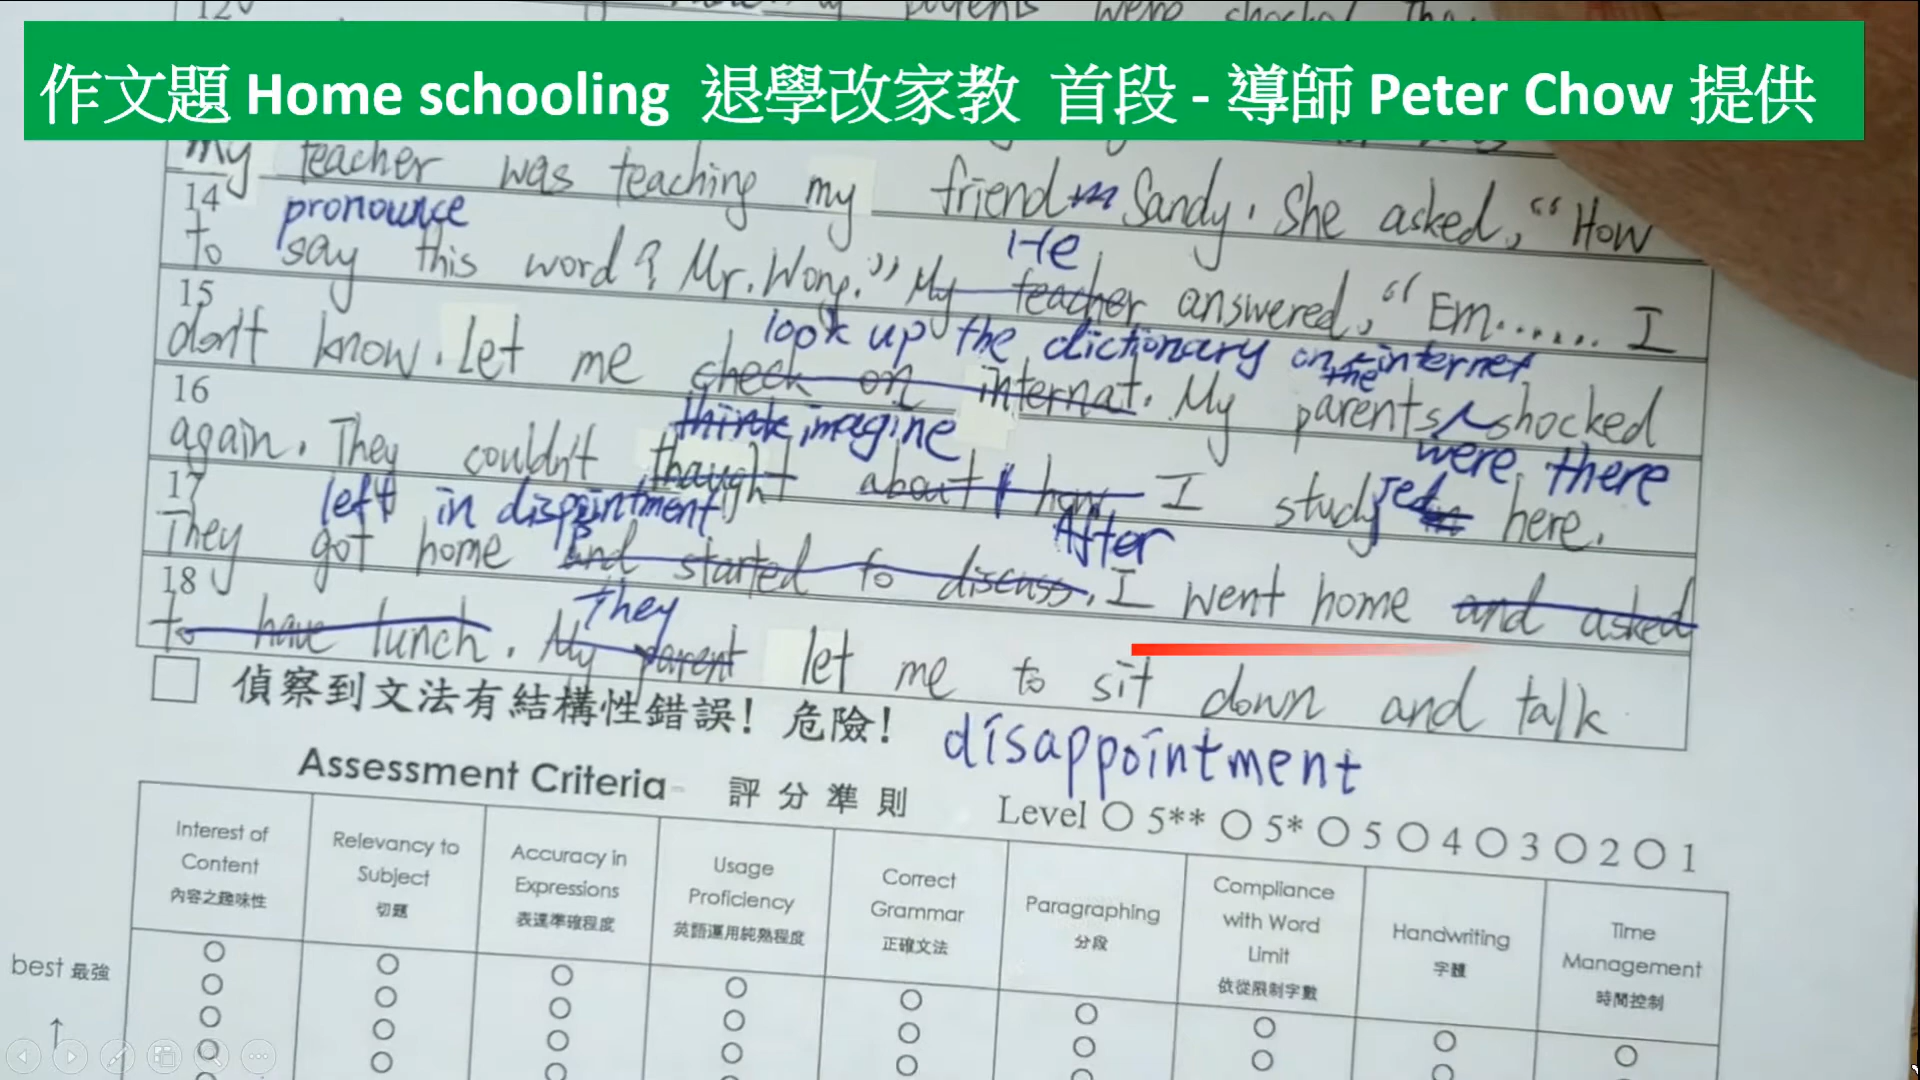 12
parents were shocked
作文題 Home schooling 退學改家教 首段 - 導師 Peter Chow 提供
my teacher was teaching my friend Sandy. She asked, "How
14
pronounce
He
to say this word? Mr. Wong." My teacher answered, "Em...... I
15
look up the dictionary on the internet
don't know. Let me check on internat. My parents shocked
16
think imagine
were there
again. They couldn't thaught about how I studyied in here.
17
left in disppintment
After
They got home and started to discuss. I went home and asked
18
They
to have lunch. My parent let me to sit down and talk
偵察到文法有結構性錯誤! 危險!
disappointment
Assessment Criteria 評分準則 Level 5** 5* 5 4 3 2 1
Interest of Content 內容之趣味性
Relevancy to Subject 切題
Accuracy in Expressions 表達準確程度
Usage Proficiency 英語運用純熟程度
Correct Grammar 正確文法
Paragraphing 分段
Compliance with Word Limit 依從限制字數
Handwriting 字體
Time Management 時間控制
best 最強